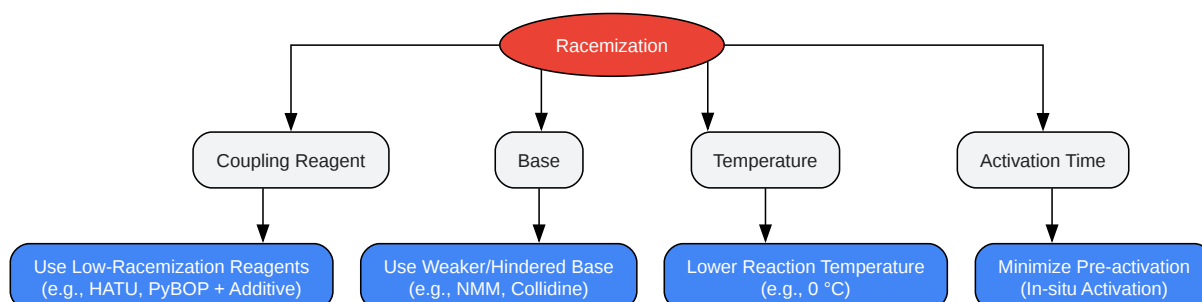 Racemization
Coupling Reagent
Base
Temperature
Activation Time
Use Low-Racemization Reagents
(e.g., HATU, PyBOP + Additive)
Use Weaker/Hindered Base
(e.g., NMM, Collidine)
Lower Reaction Temperature
(e.g., 0 °C)
Minimize Pre-activation
(In-situ Activation)